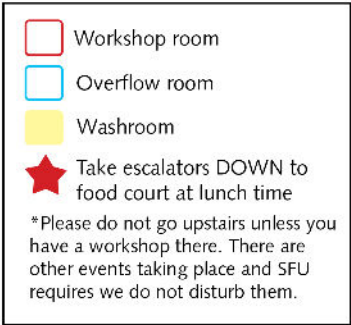 Workshop room
Overflow room
Washroom
Take escalators DOWN to
food court at lunch time
*Please do not go upstairs unless you
have a workshop there. There are
other events taking place and SFU
requires we do not disturb them.